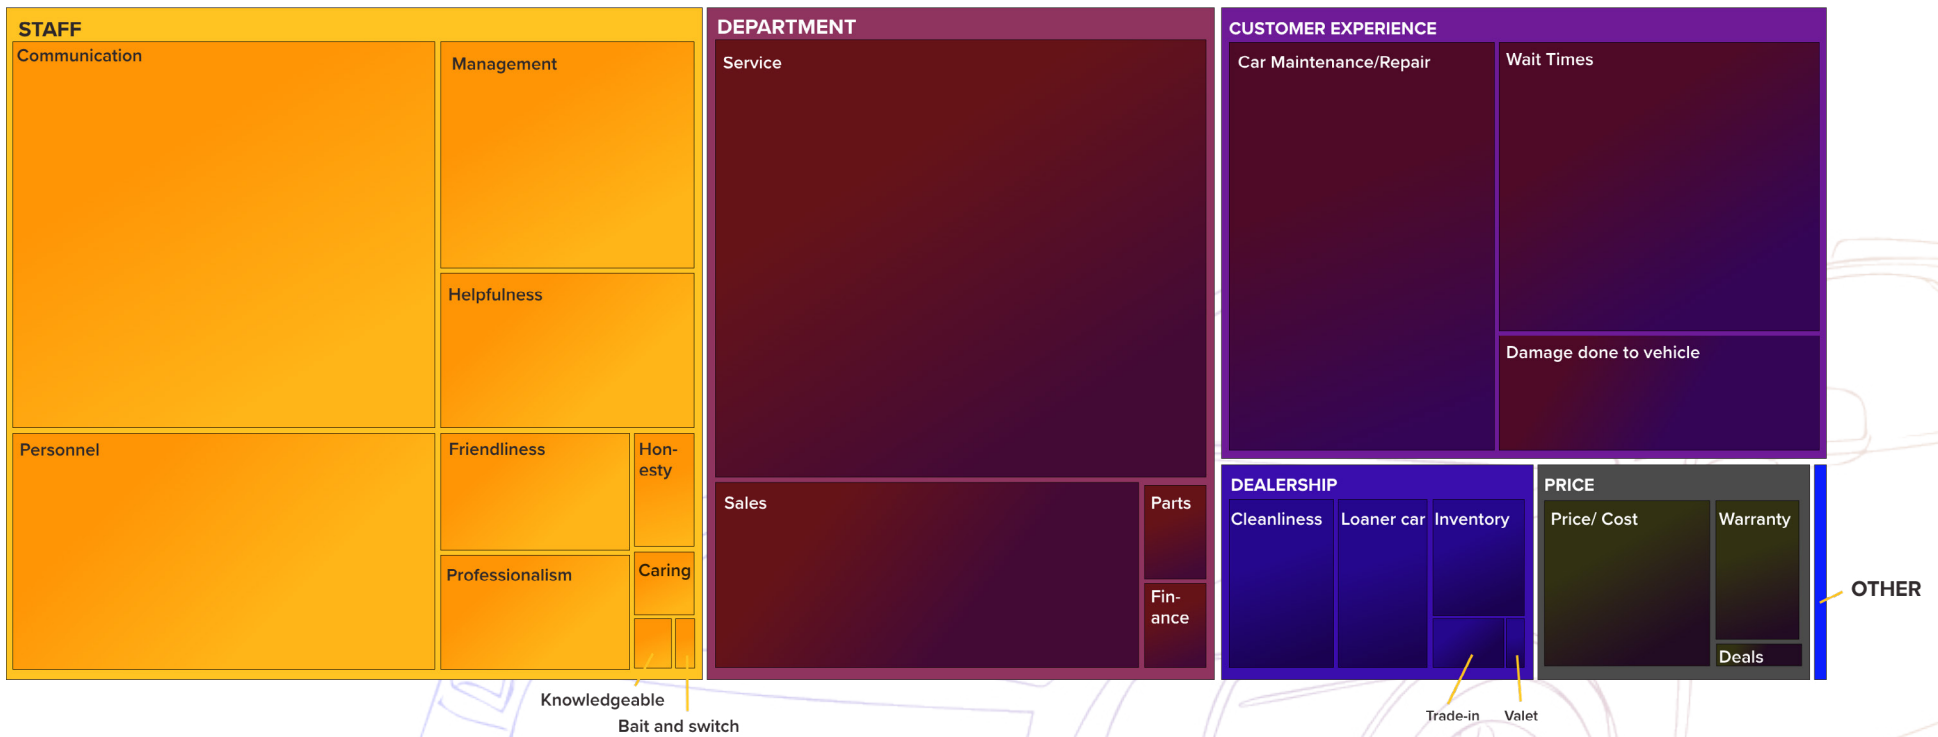 STAFF
Communication
Management
Helpfulness
Personnel
Friendliness
Hon-
esty
Professionalism
Caring
Knowledgeable
Bait and switch
DEPARTMENT
Service
Sales
Parts
Fin-
ance
CUSTOMER EXPERIENCE
Car Maintenance/Repair
Wait Times
Damage done to vehicle
DEALERSHIP
Cleanliness
Loaner car
Inventory
Trade-in
Valet
PRICE
Price/ Cost
Warranty
Deals
OTHER